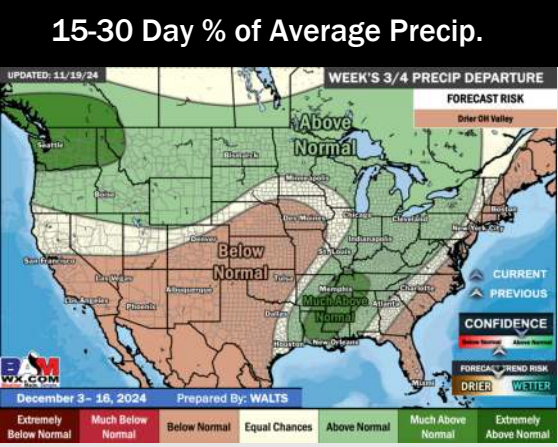 15-30 Day % of Average Precip.
UPDATED: 11/19/24
WEEK'S 3/4 PRECIP DEPARTURE
FORECAST RISK
Drier OH Valley
Above
Normal
Seattle
Bismarck
Minneapolis
Boise
Boston
Des Moines
Chicago
Cleveland
New York City
Denver
Indianapolis
San Francisco
Below
Normal
St. Louis
Las Vegas
Tulsa
CURRENT
Albuquerque
Memphis
Charlotte
PREVIOUS
Los Angeles
Phoenix
Much Above
Normal
Atlanta
Dallas
CONFIDENCE
Below Normal
Above Normal
Houston
New Orleans
BAM
WX.COM
FORECAST TREND RISK
DRIER
WETTER
Miami
December 3- 16, 2024
Prepared By: WALTS
Extremely
Below Normal
Much Below
Normal
Below Normal
Equal Chances
Above Normal
Much Above
Normal
Extremely
Above Normal